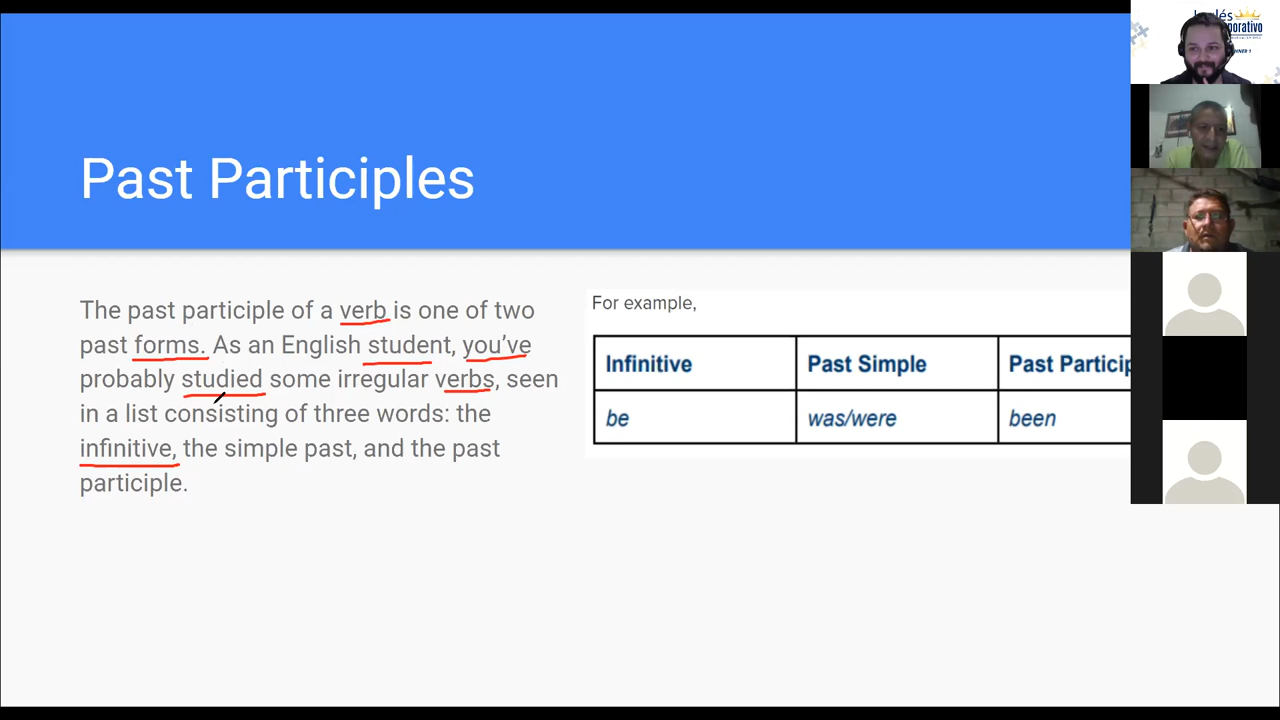 Past Participles
The past participle of a verb is one of two
past forms. As an English student, you've
probably studied some irregular verbs, seen
in a list consisting of three words: the
infinitive, the simple past, and the past
participle.
For example,
Infinitive Past Simple Past Particip
be was/were been